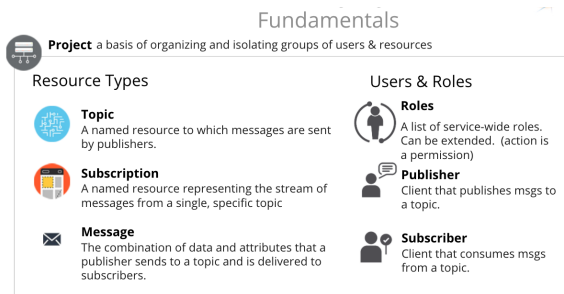 Fundamentals
Project a basis of organizing and isolating groups of users & resources
Resource Types
Topic
A named resource to which messages are sent
by publishers.
Subscription
A named resource representing the stream of
messages from a single, specific topic
Message
The combination of data and attributes that a
publisher sends to a topic and is delivered to
subscribers.
Users & Roles
Roles
A list of service-wide roles.
Can be extended. (action is
a permission)
Publisher
Client that publishes msgs to
a topic.
Subscriber
Client that consumes msgs
from a topic.